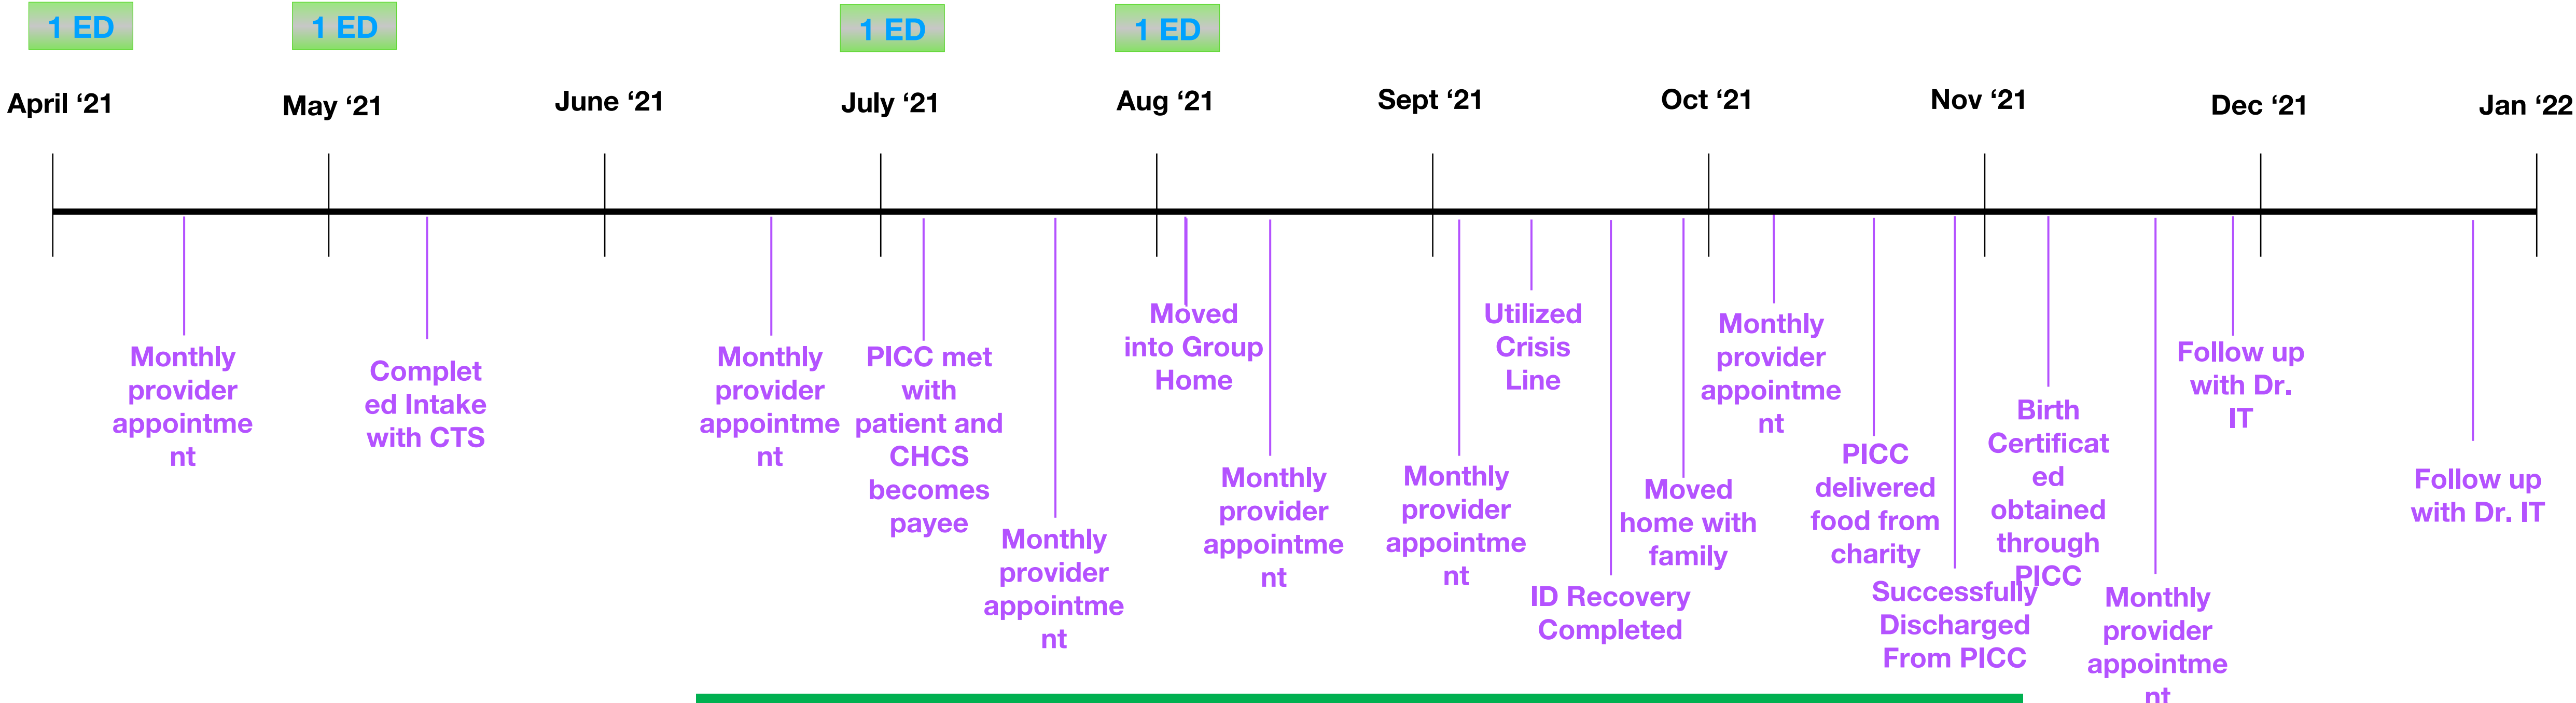 1 ED
1 ED
1 ED
1 ED
April ‘21
May ‘21
June ‘21
July ‘21
Aug ‘21
Sept ‘21
Oct ‘21
Nov ‘21
Dec ‘21
Jan ‘22
Monthly
provider
appointme
nt
Complet
ed Intake
with CTS
Monthly
provider
appointme
nt
PICC met
with
patient and
CHCS
becomes
payee
Monthly
provider
appointme
nt
Moved
into Group
Home
Monthly
provider
appointme
nt
Monthly
provider
appointme
nt
Utilized
Crisis
Line
ID Recovery
Completed
Moved
home with
family
Monthly
provider
appointme
nt
PICC
delivered
food from
charity
Successfully
Discharged
From PICC
Birth
Certificat
ed
obtained
through
PICC
Monthly
provider
appointme
nt
Follow up
with Dr.
IT
Follow up
with Dr. IT